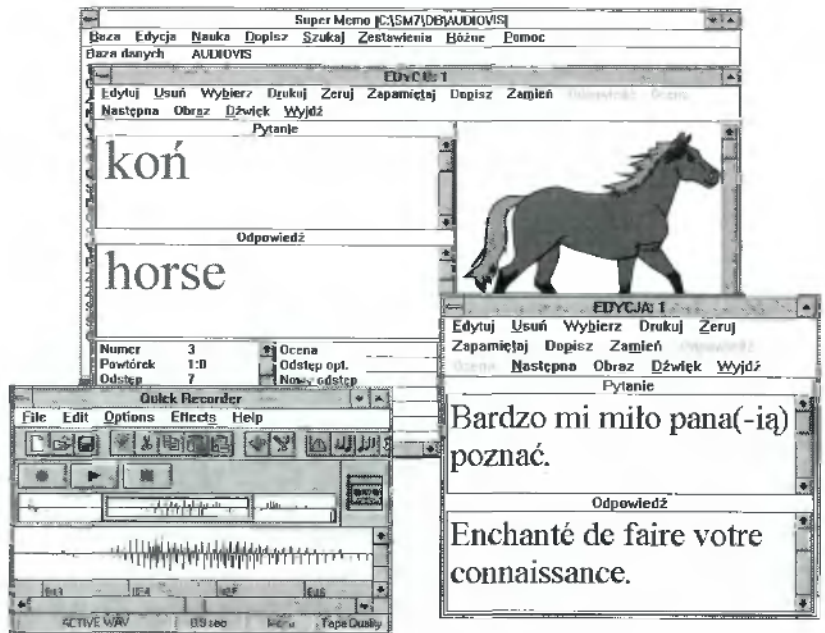 Super Memo [C:\SM7\DB\AUDIOVIS]
Baza Edycja Nauka Dopisz Szukaj Zestawienia Różne Pomoc
Baza danych AUDIOVIS
EDYCJA: 1
Edytuj Usuń Wybierz Drukuj Zeruj Zapamiętaj Dopisz Zamień
Następna Obraz Dźwięk Wyjdź
Pytanie
koń
Odpowiedź
horse
Numer 3
Powtórek 1:0
Odstęp 7
Ocena
Odstęp opt.
Nowy odstęp
EDYCJA: 1
Edytuj Usuń Wybierz Drukuj Zeruj
Zapamiętaj Dopisz Zamień
Następna Obraz Dźwięk Wyjdź
Pytanie
Bardzo mi miło pana(-ią)
poznać.
Odpowiedź
Enchanté de faire votre
connaissance.
Quick Recorder
File Edit Options Effects Help
ACTIVE WAV 0.9 sec Mono Tape Quality